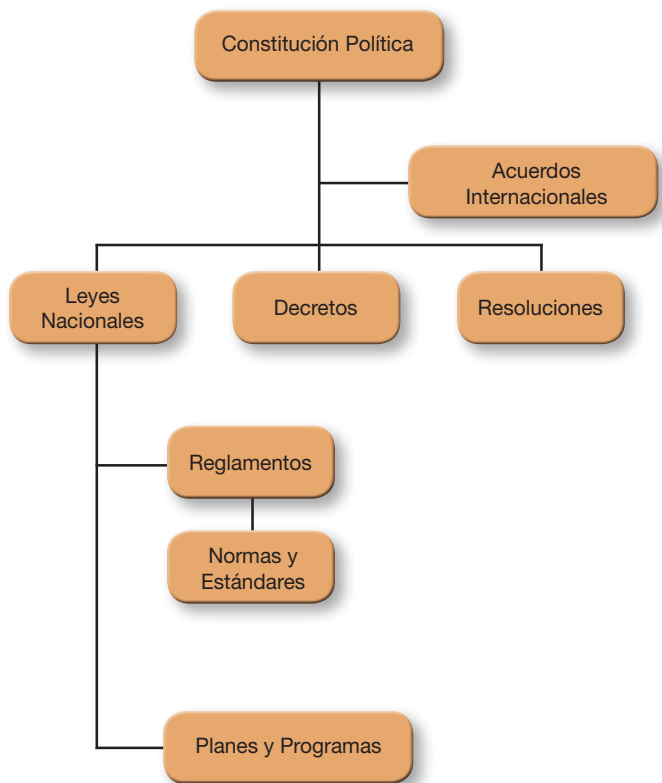 Constitución Política
Acuerdos
Internacionales
Leyes
Nacionales
Decretos
Resoluciones
Reglamentos
Normas y
Estándares
Planes y Programas